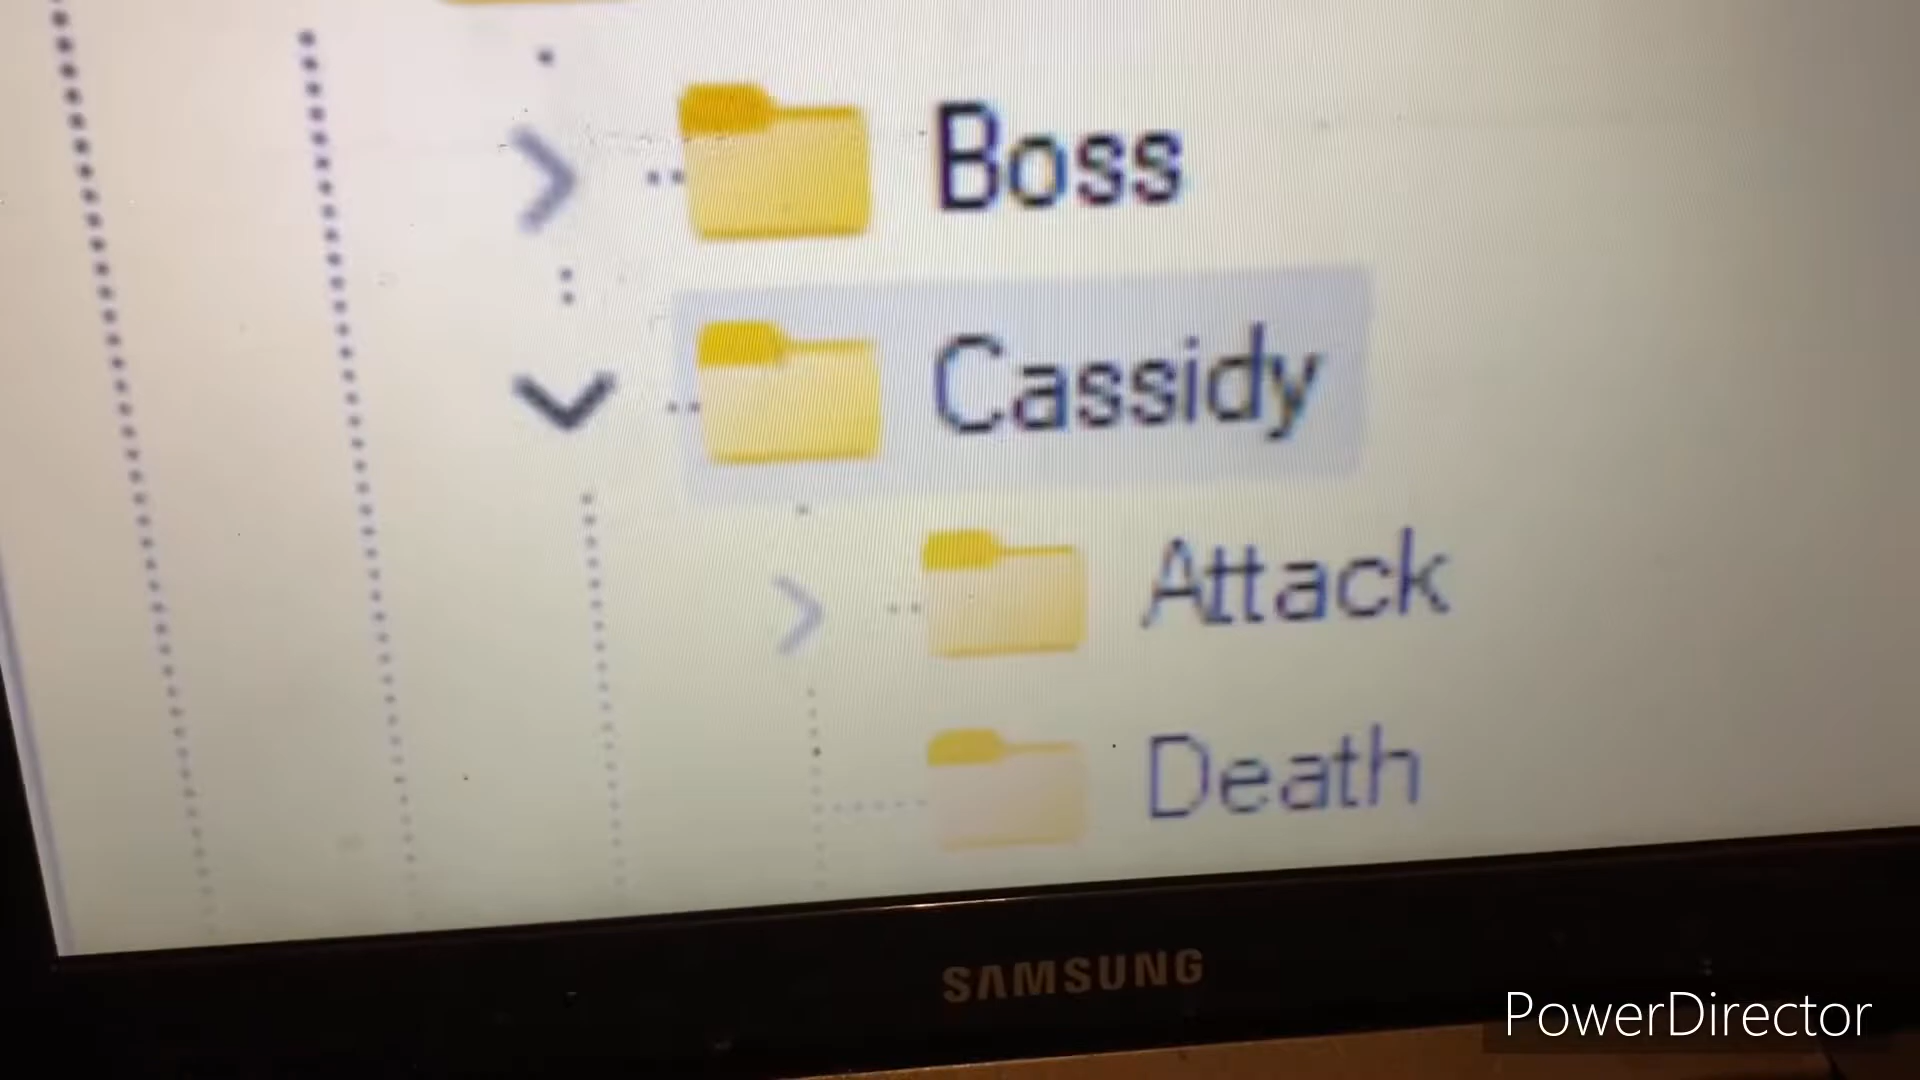 Boss
Cassidy
Attack
Death
SAMSUNG
PowerDirector